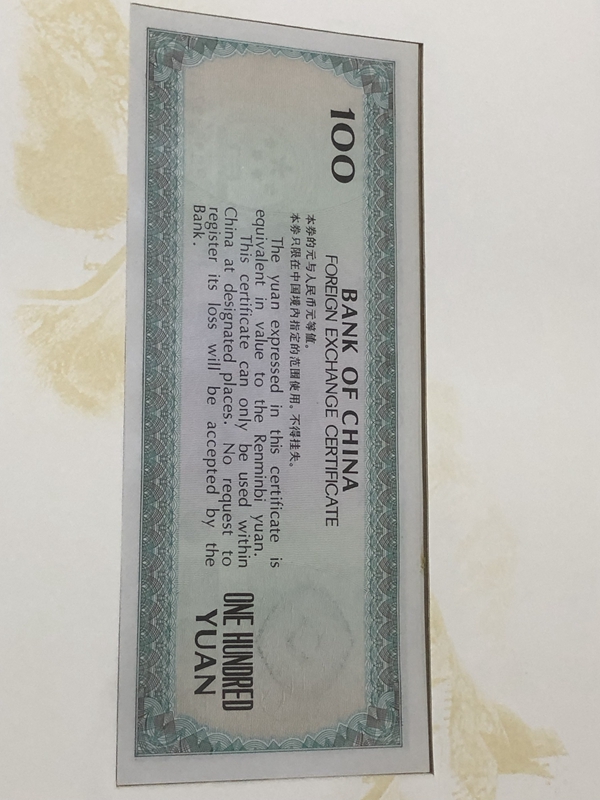 100
BANK OF CHINA
FOREIGN EXCHANGE CERTIFICATE
本券的元与人民币元等值。
本券只限在中国境内指定的范围使用。不得挂失。
The yuan expressed in this certificate is
equivalent in value to the Renminbi yuan.
This certificate can only be used within
China at designated places. No request to
register its loss will be accepted by the
Bank.
ONE HUNDRED
YUAN